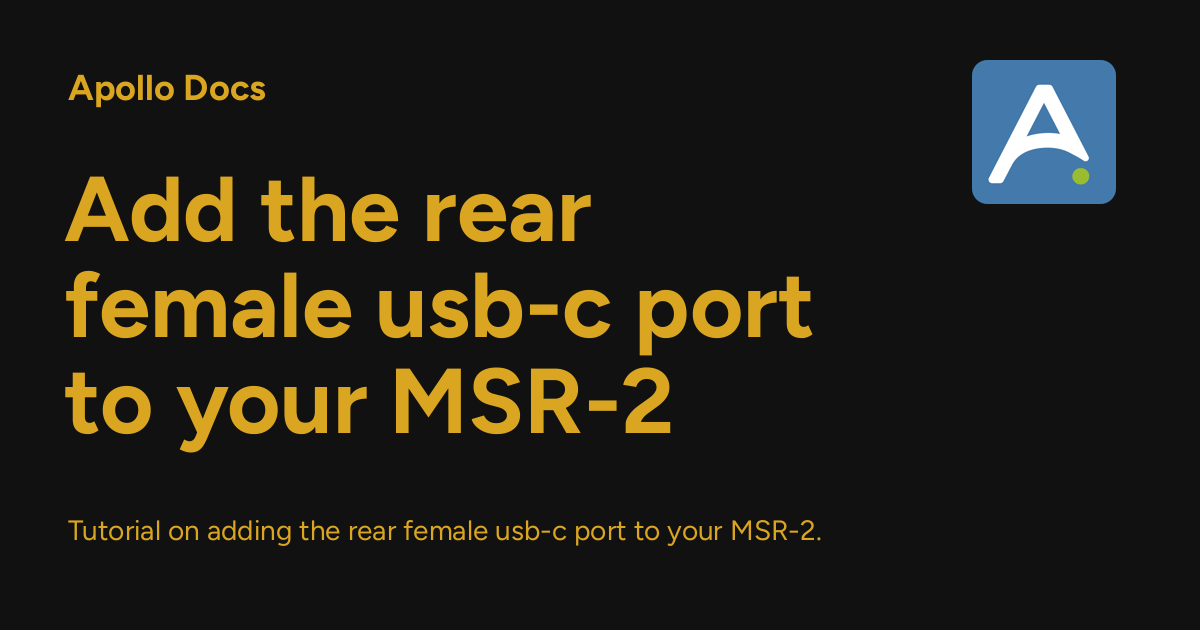 Apollo Docs
Add the rear
female usb-c port
to your MSR-2
Tutorial on adding the rear female usb-c port to your MSR-2.